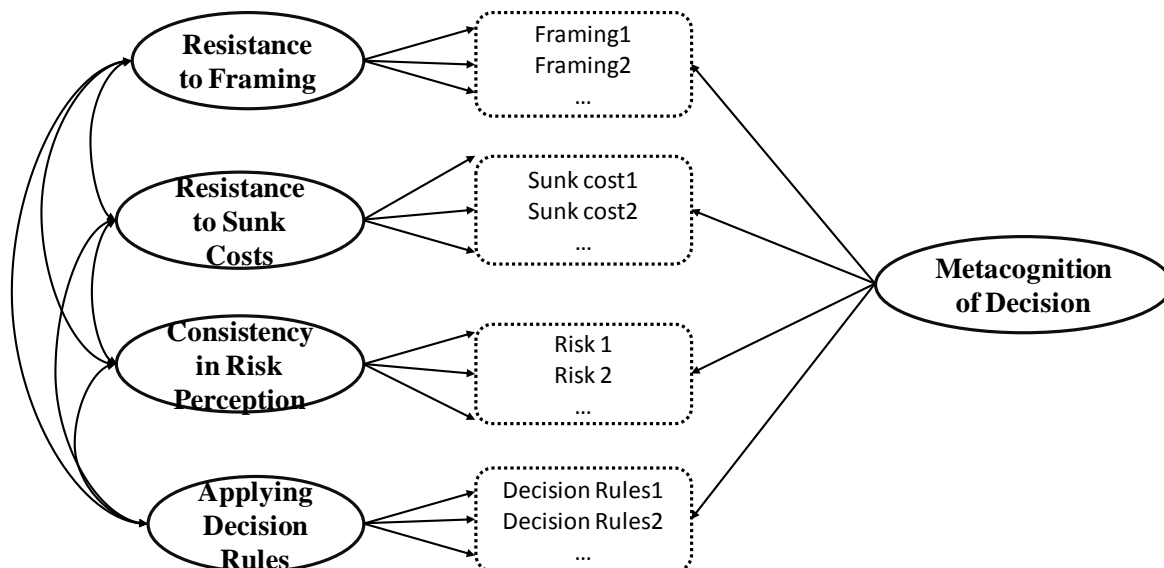 Resistance
to Framing
Framing1
Framing2
...
Resistance
to Sunk
Costs
Sunk cost1
Sunk cost2
...
Metacognition
of Decision
Consistency
in Risk
Perception
Risk 1
Risk 2
...
Applying
Decision
Rules
Decision Rules1
Decision Rules2
...